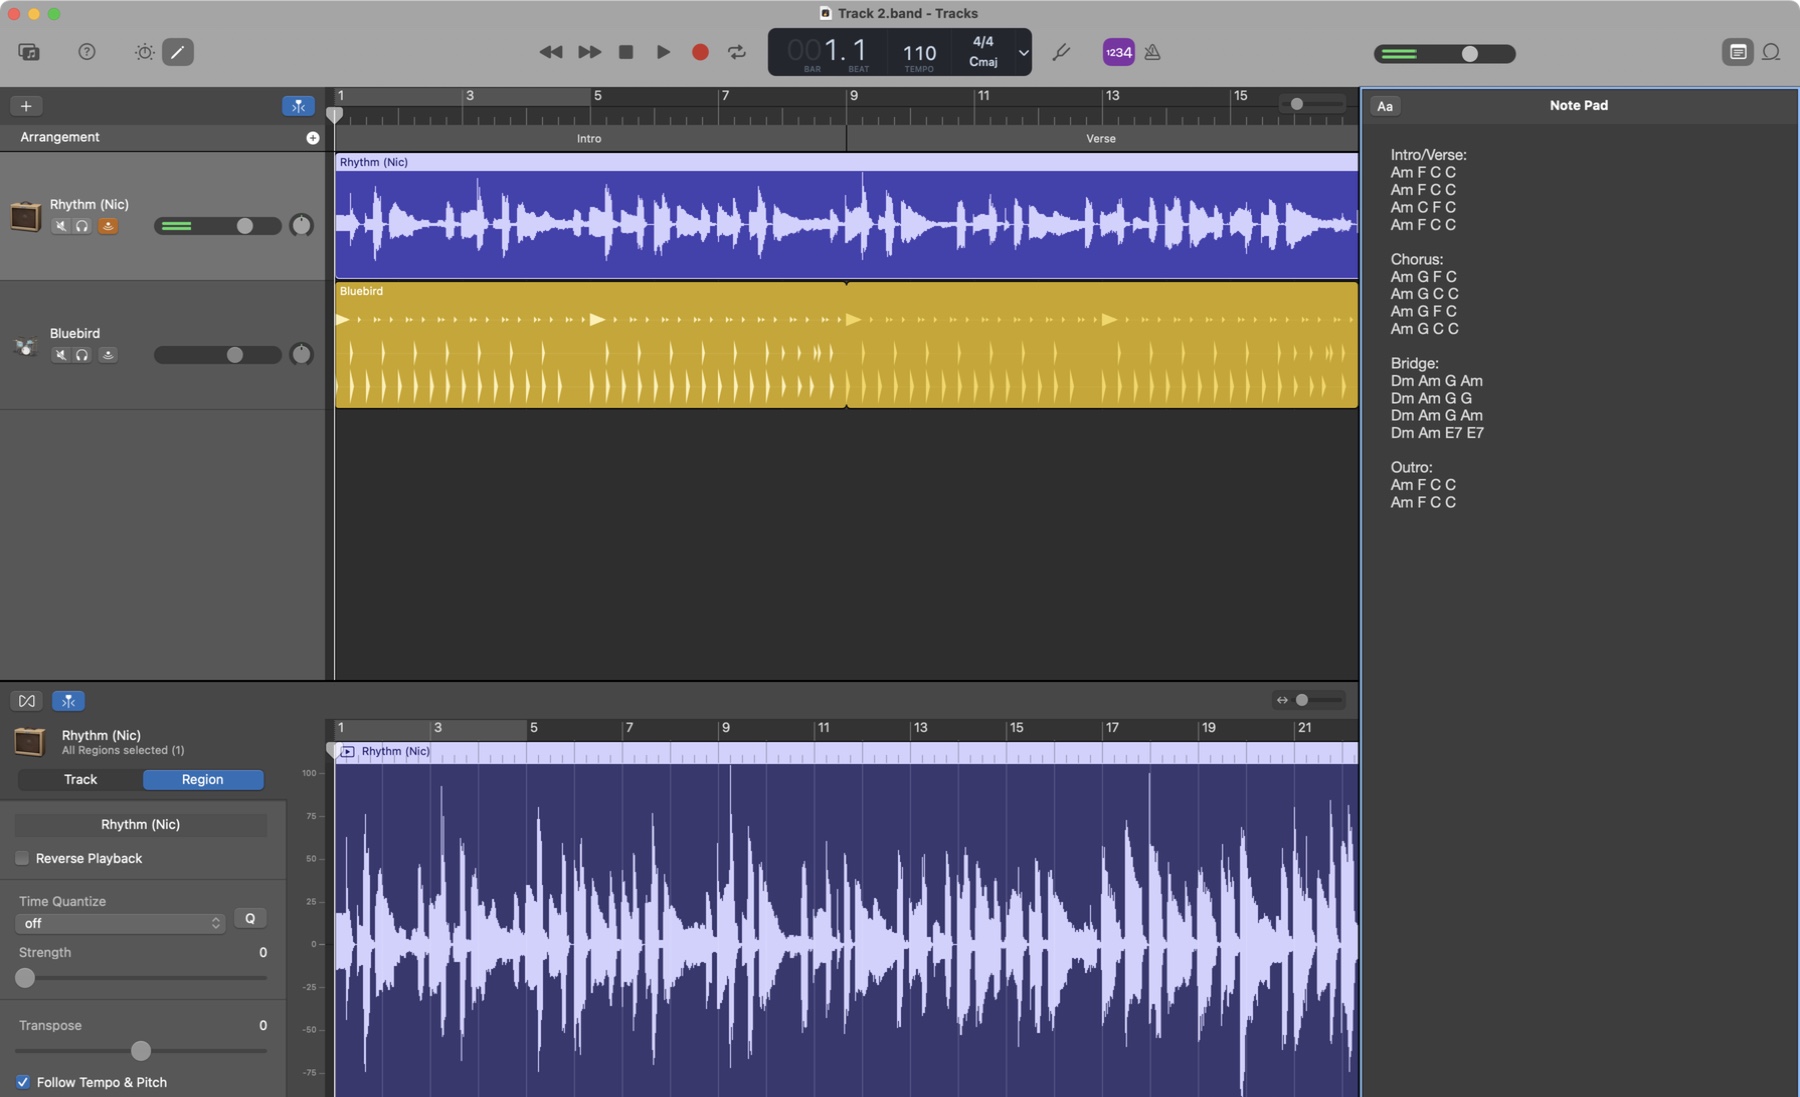 Track 2.band - Tracks
001.1
BAR BEAT
110
TEMPO
4/4
Cmaj
1234
1 3 5 7 9 11 13 15
Aa
Note Pad
Arrangement
Intro
Verse
Rhythm (Nic)
Rhythm (Nic)
Bluebird
Bluebird
Intro/Verse:
Am F C C
Am F C C
Am C F C
Am F C C
Chorus:
Am G F C
Am G C C
Am G F C
Am G C C
Bridge:
Dm Am G Am
Dm Am G G
Dm Am G Am
Dm Am E7 E7
Outro:
Am F C C
Am F C C
Rhythm (Nic)
All Regions selected (1)
Track
Region
Rhythm (Nic)
Reverse Playback
Time Quantize
off
Q
Strength 0
Transpose 0
Follow Tempo & Pitch
1 3 5 7 9 11 13 15 17 19 21
Rhythm (Nic)
100
75
50
25
0
-25
-50
-75